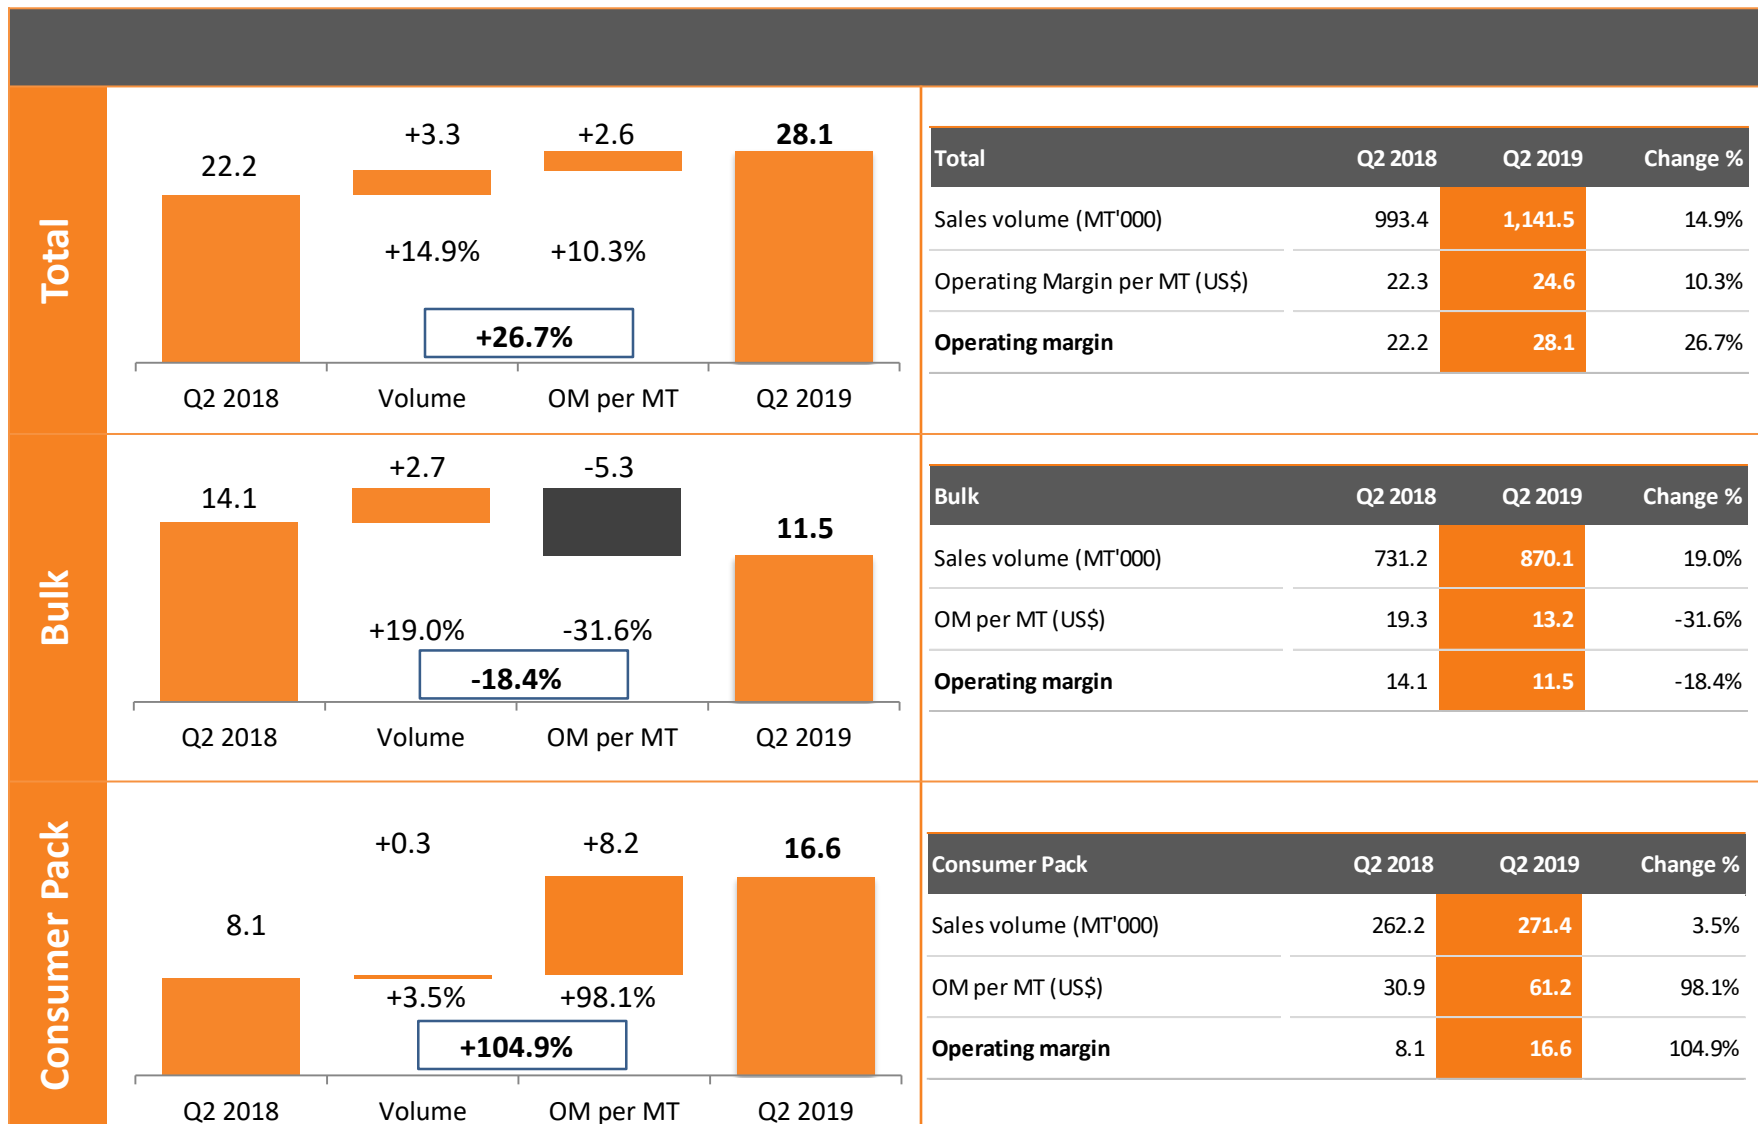 Total
+3.3 +2.6 28.1
22.2
+14.9% +10.3%
+26.7%
Q2 2018 Volume OM per MT Q2 2019
Total Q2 2018 Q2 2019 Change %
Sales volume (MT'000) 993.4 1,141.5 14.9%
Operating Margin per MT (US$) 22.3 24.6 10.3%
Operating margin 22.2 28.1 26.7%
Bulk
+2.7 -5.3
14.1 11.5
+19.0% -31.6%
-18.4%
Q2 2018 Volume OM per MT Q2 2019
Bulk Q2 2018 Q2 2019 Change %
Sales volume (MT'000) 731.2 870.1 19.0%
OM per MT (US$) 19.3 13.2 -31.6%
Operating margin 14.1 11.5 -18.4%
Consumer Pack
+0.3 +8.2 16.6
8.1
+3.5% +98.1%
+104.9%
Q2 2018 Volume OM per MT Q2 2019
Consumer Pack Q2 2018 Q2 2019 Change %
Sales volume (MT'000) 262.2 271.4 3.5%
OM per MT (US$) 30.9 61.2 98.1%
Operating margin 8.1 16.6 104.9%